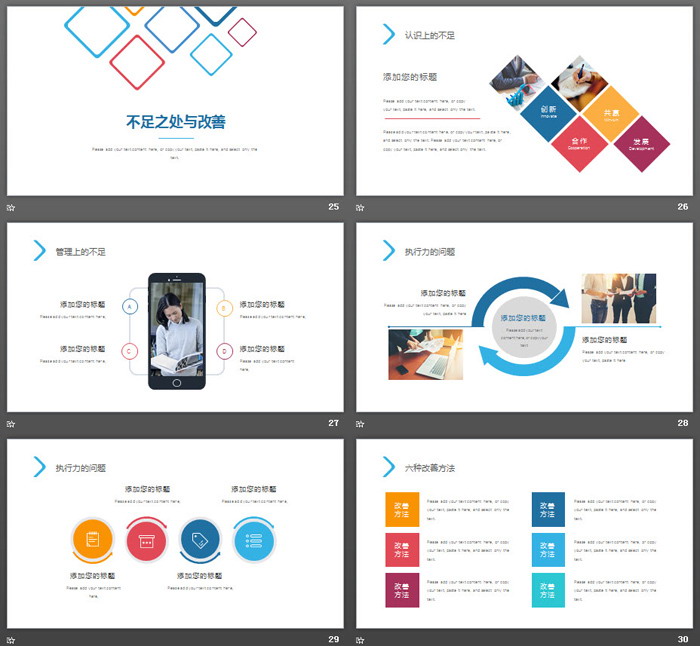 不足之处与改善
Please add your text content here, or copy your text, paste it here, and select only the
text.
25
认识上的不足
添加您的标题
Please add your text content here, or copy
your text, paste it here, and select only the text.
Please add your text content here, or copy your text, paste it here,
and select only the text. Please add your text content here, or
copy your text, paste it here, and select only the text.
创新
Innovate
共赢
合作
Cooperation
发展
Development
26
管理上的不足
添加您的标题
Please add your text content here.
A
添加您的标题
Please add your text content here.
C
B
添加您的标题
Please add your text content here.
D
添加您的标题
Please add your text content
here.
27
执行力的问题
添加您的标题
Please add your text content here, or copy
your text, paste it here.
添加您的标题
Please add your text
content here, or copy your
text.
添加您的标题
Please add your text content here, or copy
your text, paste it here.
28
执行力的问题
添加您的标题
Please add your text content here.
添加您的标题
Please add your text content here.
添加您的标题
Please add your text content
here.
添加您的标题
Please add your text content here.
29
六种改善方法
改善
方法
Please add your text content here, or copy
your text, paste it here, and select only the
text.
改善
方法
Please add your text content here, or copy
your text, paste it here, and select only the
text.
改善
方法
Please add your text content here, or copy
your text, paste it here, and select only the
text.
改善
方法
Please add your text content here, or copy
your text, paste it here, and select only the
text.
改善
方法
Please add your text content here, or copy
your text, paste it here, and select only the
text.
改善
方法
Please add your text content here, or copy
your text, paste it here, and select only the
text.
30